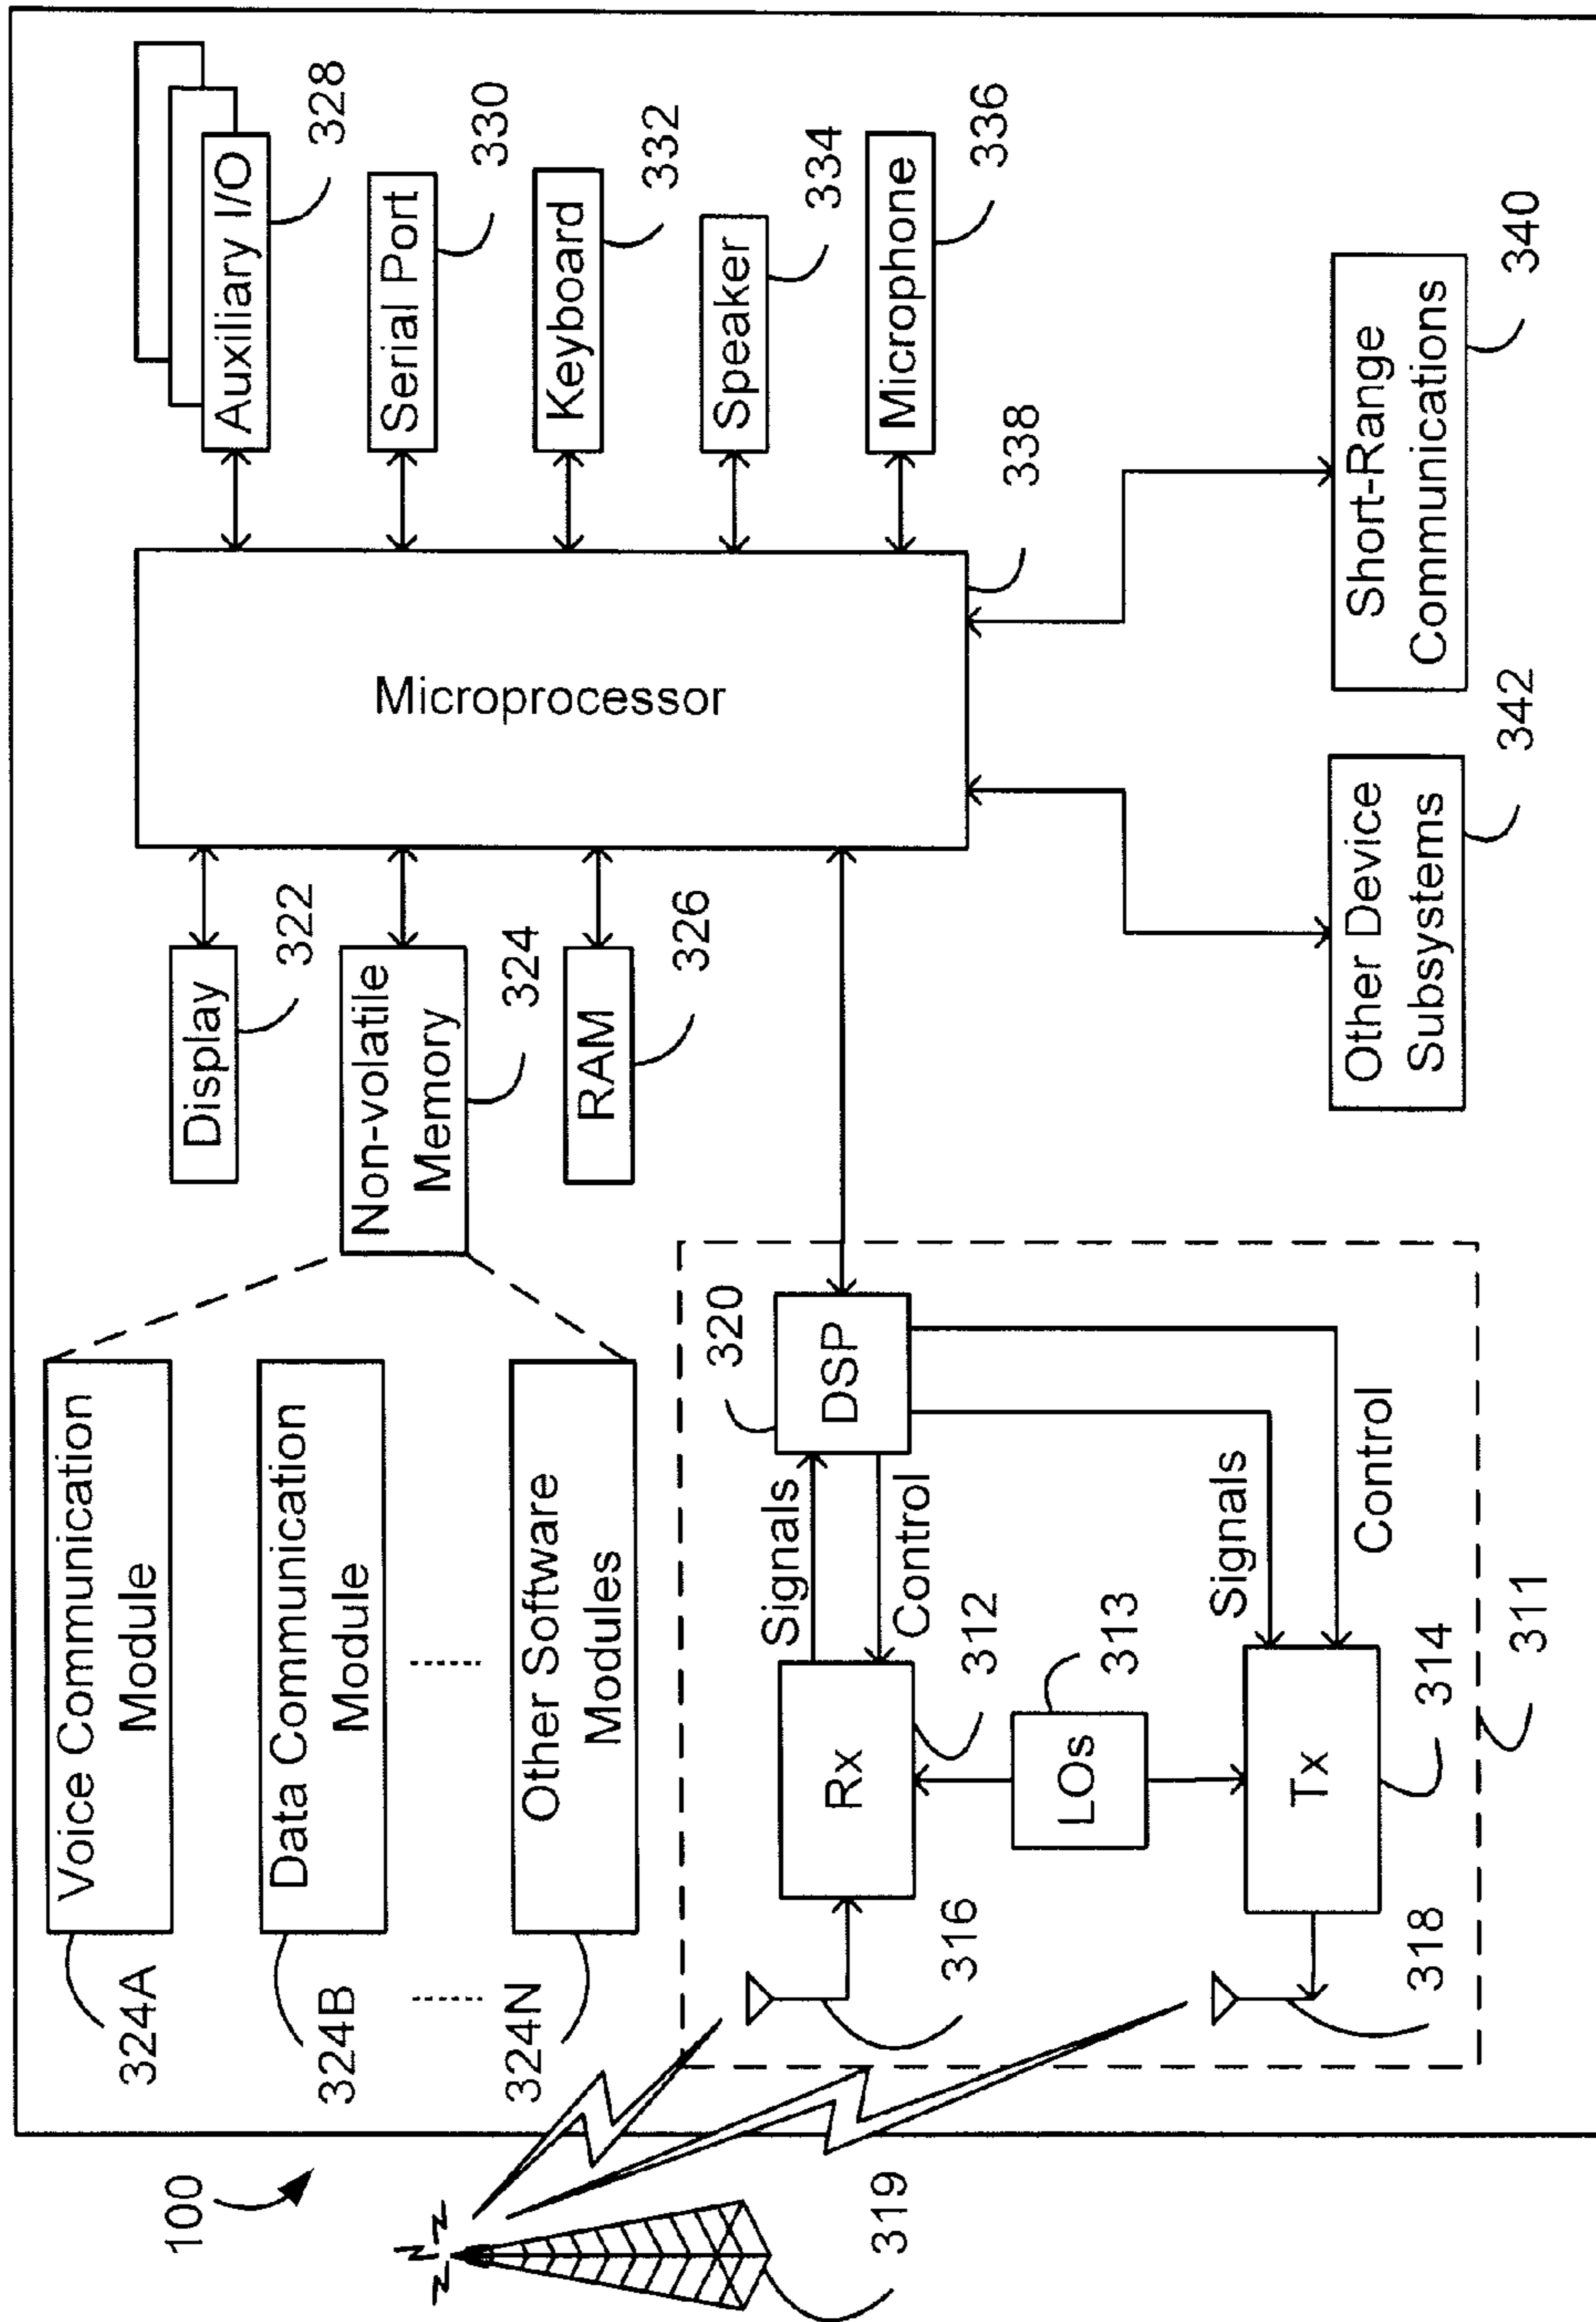 100
319
324A
Voice Communication
Module
324B
Data Communication
Module
324N
Other Software
Modules
Display
322
Non-volatile
Memory
324
RAM
326
Microprocessor
338
Auxiliary I/O
328
Serial Port
330
Keyboard
332
Speaker
334
Microphone
336
Short-Range
Communications
340
Other Device
Subsystems
342
320
DSP
Signals
Control
Rx
312
LOs
313
Signals
Control
Tx
314
316
318
311